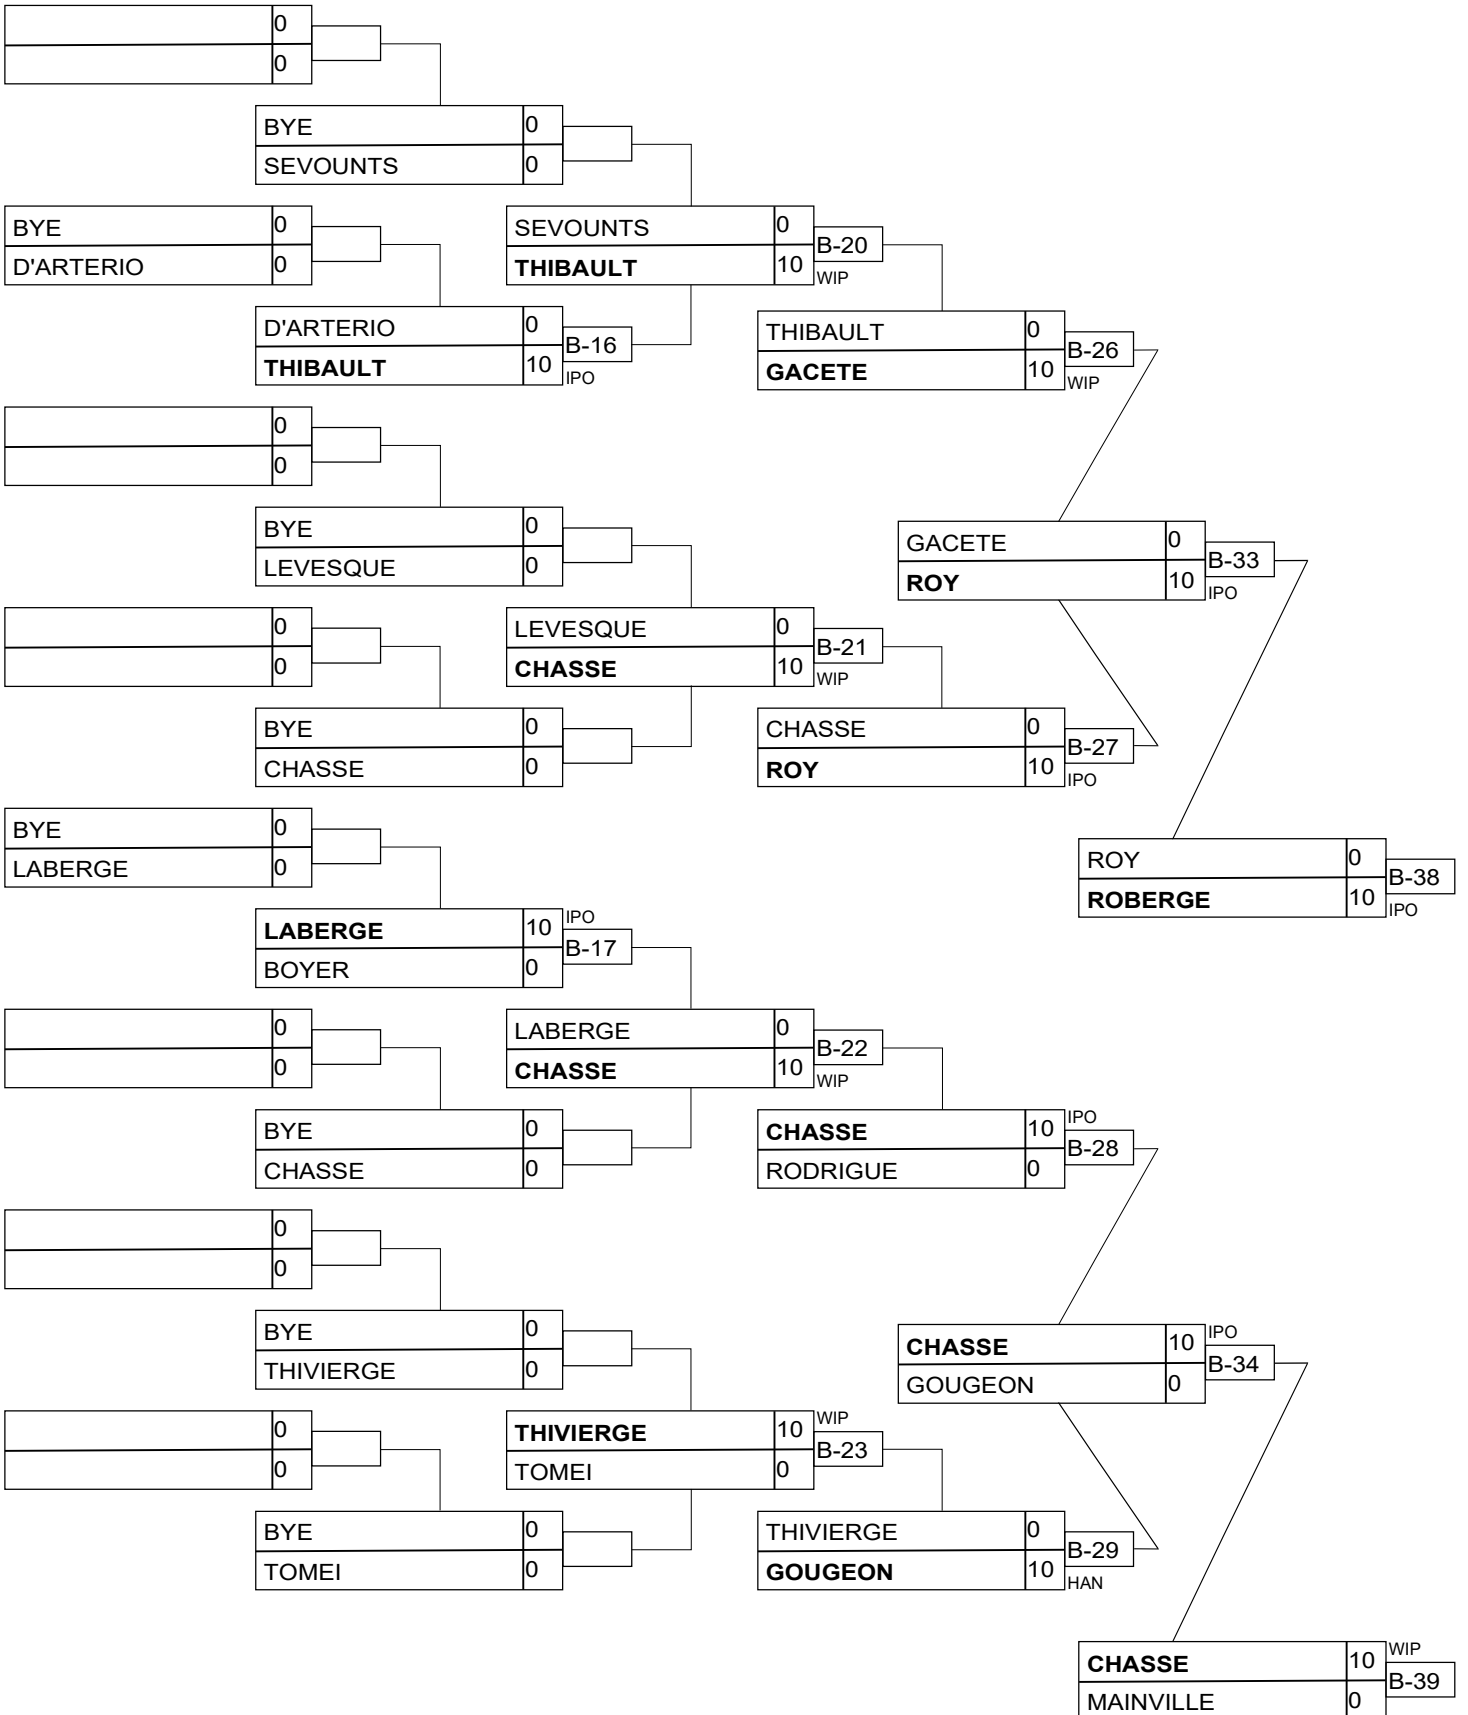 0
0
BYE 0
SEVOUNTS 0
BYE 0
D'ARTERIO 0
SEVOUNTS 0
B-20
THIBAULT 10
WIP
D'ARTERIO 0
B-16
THIBAULT 10
IPO
THIBAULT 0
B-26
GACETE 10
WIP
0
0
BYE 0
LEVESQUE 0
GACETE 0
B-33
ROY 10
IPO
0
0
LEVESQUE 0
B-21
CHASSE 10
WIP
BYE 0
CHASSE 0
CHASSE 0
B-27
ROY 10
IPO
BYE 0
LABERGE 0
ROY 0
B-38
ROBERGE 10
IPO
LABERGE 10
IPO
B-17
BOYER 0
0
0
LABERGE 0
B-22
CHASSE 10
WIP
BYE 0
CHASSE 0
CHASSE 10
IPO
B-28
RODRIGUE 0
0
0
BYE 0
THIVIERGE 0
CHASSE 10
IPO
B-34
GOUGEON 0
0
0
THIVIERGE 10
WIP
B-23
TOMEI 0
BYE 0
TOMEI 0
THIVIERGE 0
B-29
GOUGEON 10
HAN
CHASSE 10
WIP
B-39
MAINVILLE 0